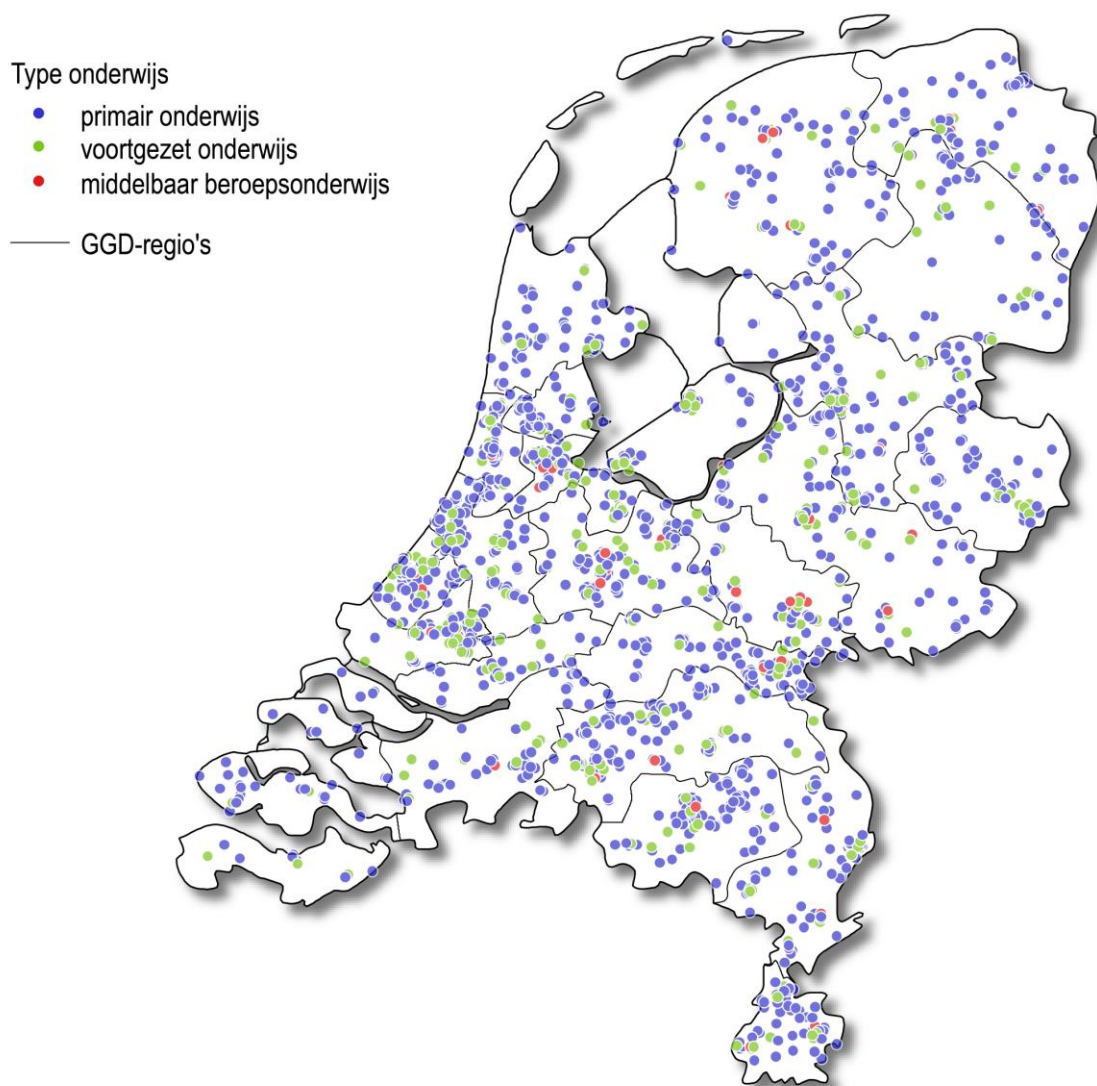 Type onderwijs
primair onderwijs
voortgezet onderwijs
middelbaar beroepsonderwijs
GGD-regio's